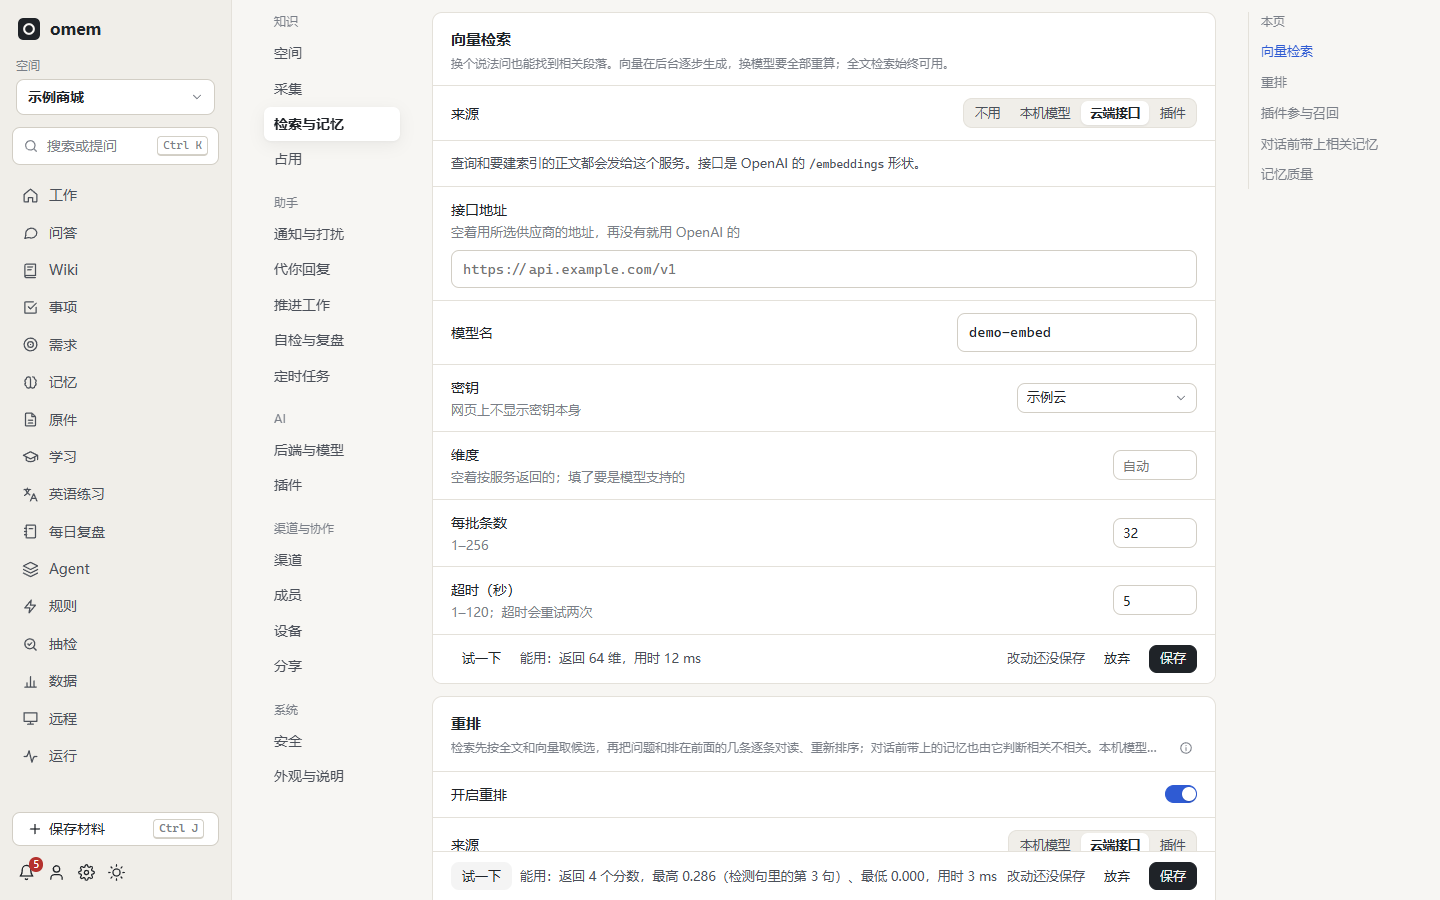 omem
空间
示例商城
搜索或提问 Ctrl K
工作
问答
Wiki
事项
需求
记忆
原件
学习
英语练习
每日复盘
Agent
规则
抽检
数据
远程
运行
保存材料 Ctrl J
5
知识
空间
采集
检索与记忆
占用
助手
通知与打扰
代你回复
推进工作
自检与复盘
定时任务
AI
后端与模型
插件
渠道与协作
渠道
成员
设备
分享
系统
安全
外观与说明
向量检索
换个说法问也能找到相关段落。向量在后台逐步生成，换模型要全部重算；全文检索始终可用。
来源 不用 本机模型 云端接口 插件
查询和要建索引的正文都会发给这个服务。接口是 OpenAI 的 /embeddings 形状。
接口地址
空着用所选供应商的地址，再没有就用 OpenAI 的
https://api.example.com/v1
模型名 demo-embed
密钥
网页上不显示密钥本身
示例云
维度
空着按服务返回的；填了要是模型支持的
自动
每批条数
1–256
32
超时（秒）
1–120；超时会重试两次
5
试一下 能用：返回 64 维，用时 12 ms 改动还没保存 放弃 保存
重排
检索先按全文和向量取候选，再把问题和排在前面的几条逐条对读、重新排序；对话前带上的记忆也由它判断相关不相关。本机模型...
开启重排
来源 本机模型 云端接口 插件
试一下 能用：返回 4 个分数，最高 0.286（检测句里的第 3 句）、最低 0.000，用时 3 ms 改动还没保存 放弃 保存
本页
向量检索
重排
插件参与召回
对话前带上相关记忆
记忆质量